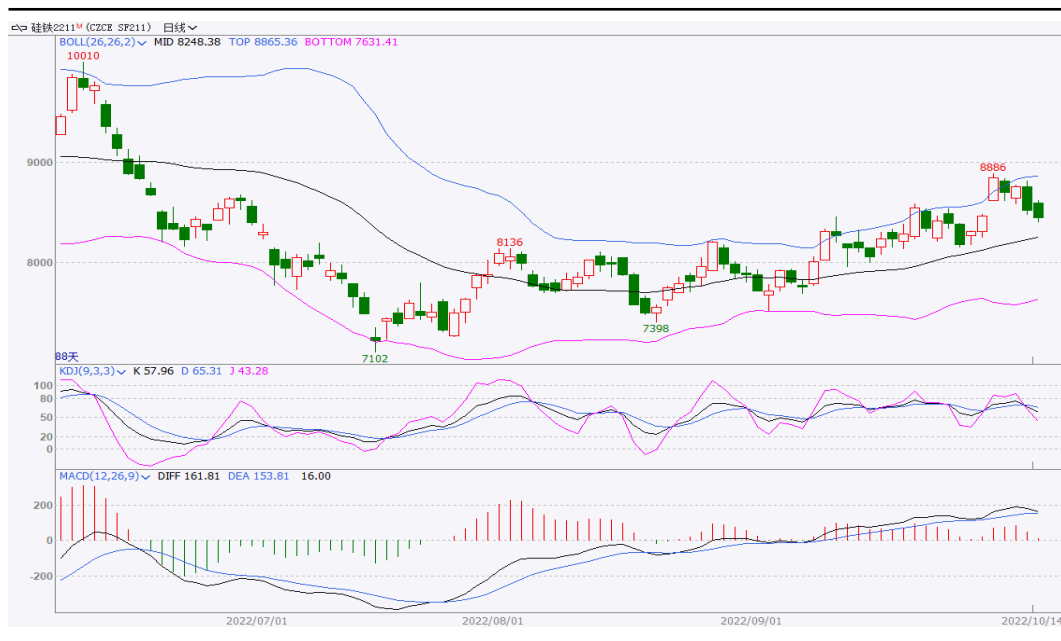 硅铁2211ᴹ (CZCE SF211) 日线
BOLL(26,26,2) MID 8248.38 TOP 8865.36 BOTTOM 7631.41
10010
9000
8886
8136
8000
7398
7102
88天
KDJ(9,3,3) K 57.96 D 65.31 J 43.28
100
80
50
20
0
MACD(12,26,9) DIFF 161.81 DEA 153.81 16.00
200
0
-200
2022/07/01 2022/08/01 2022/09/01 2022/10/14